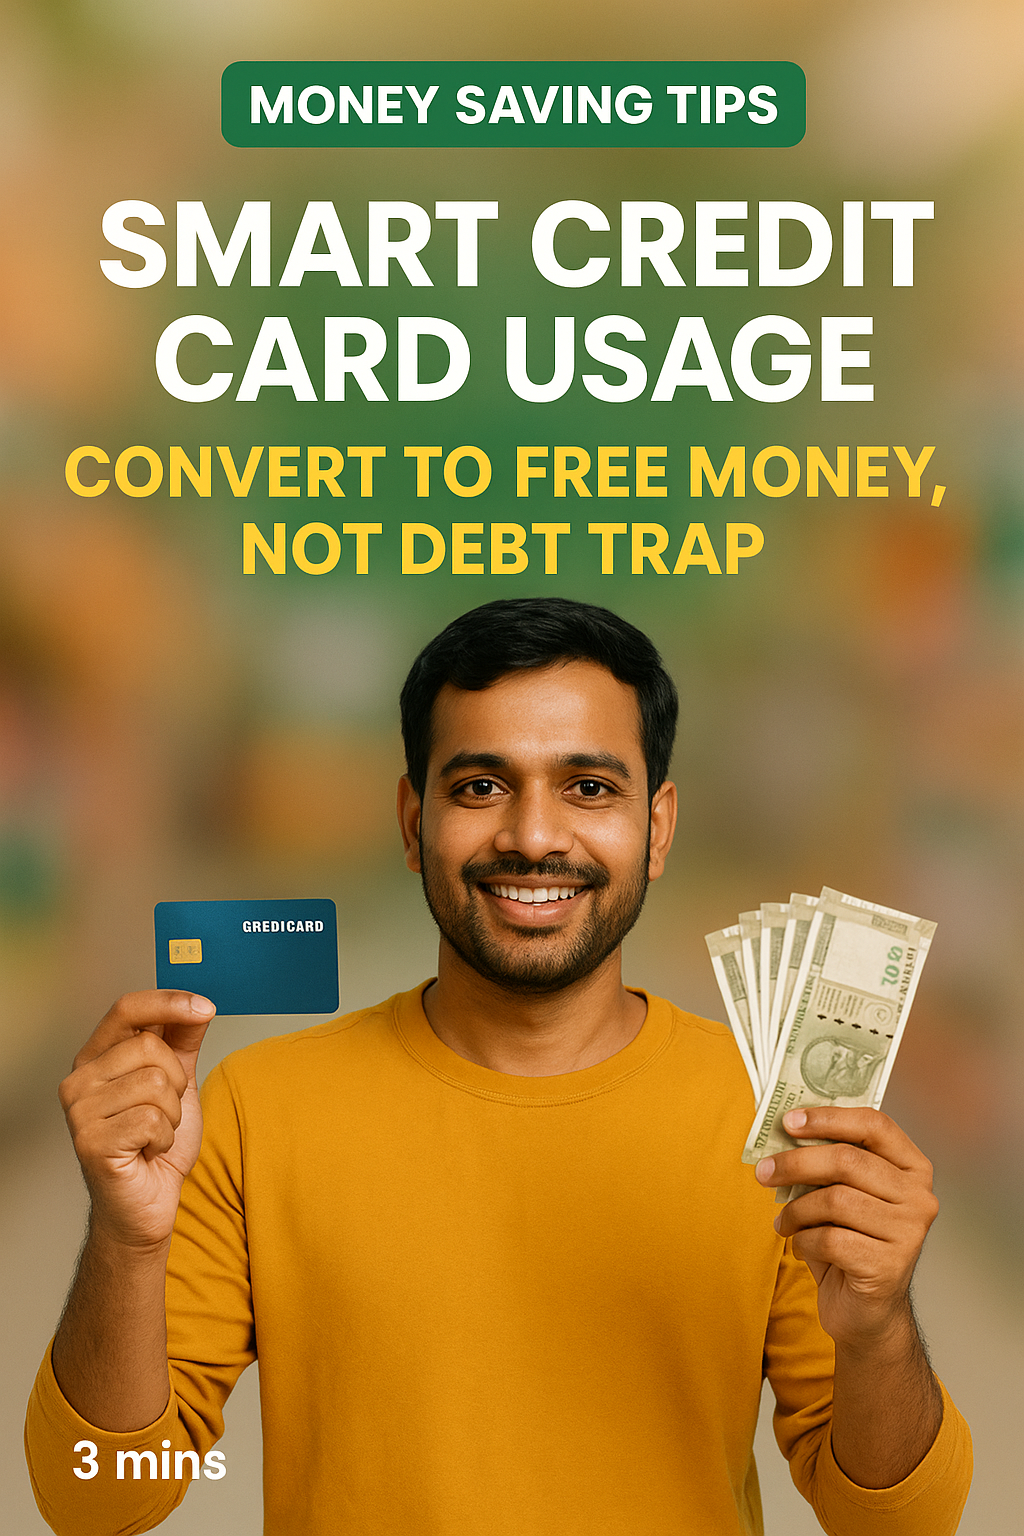 MONEY SAVING TIPS
SMART CREDIT
CARD USAGE
CONVERT TO FREE MONEY,
NOT DEBT TRAP
GREDICARD
3 mins